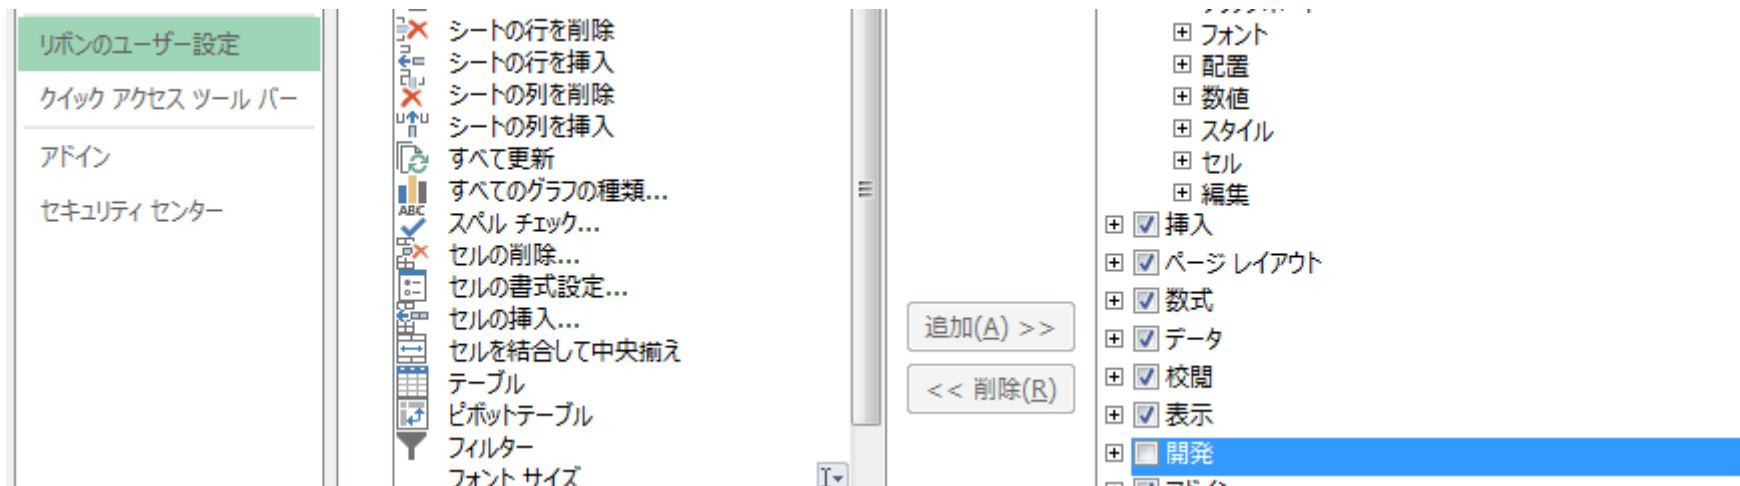 リボンのユーザー設定
クイック アクセス ツール バー
アドイン
セキュリティ センター
シートの行を削除
シートの行を挿入
シートの列を削除
シートの列を挿入
すべて更新
すべてのグラフの種類...
ABC
スペル チェック...
セルの削除...
セルの書式設定...
セルの挿入...
セルを結合して中央揃え
テーブル
ピボットテーブル
フィルター
フォント サイズ
追加(A) >>
<< 削除(R)
フォント
配置
数値
スタイル
セル
編集
挿入
ページ レイアウト
数式
データ
校閲
表示
開発
アドイン